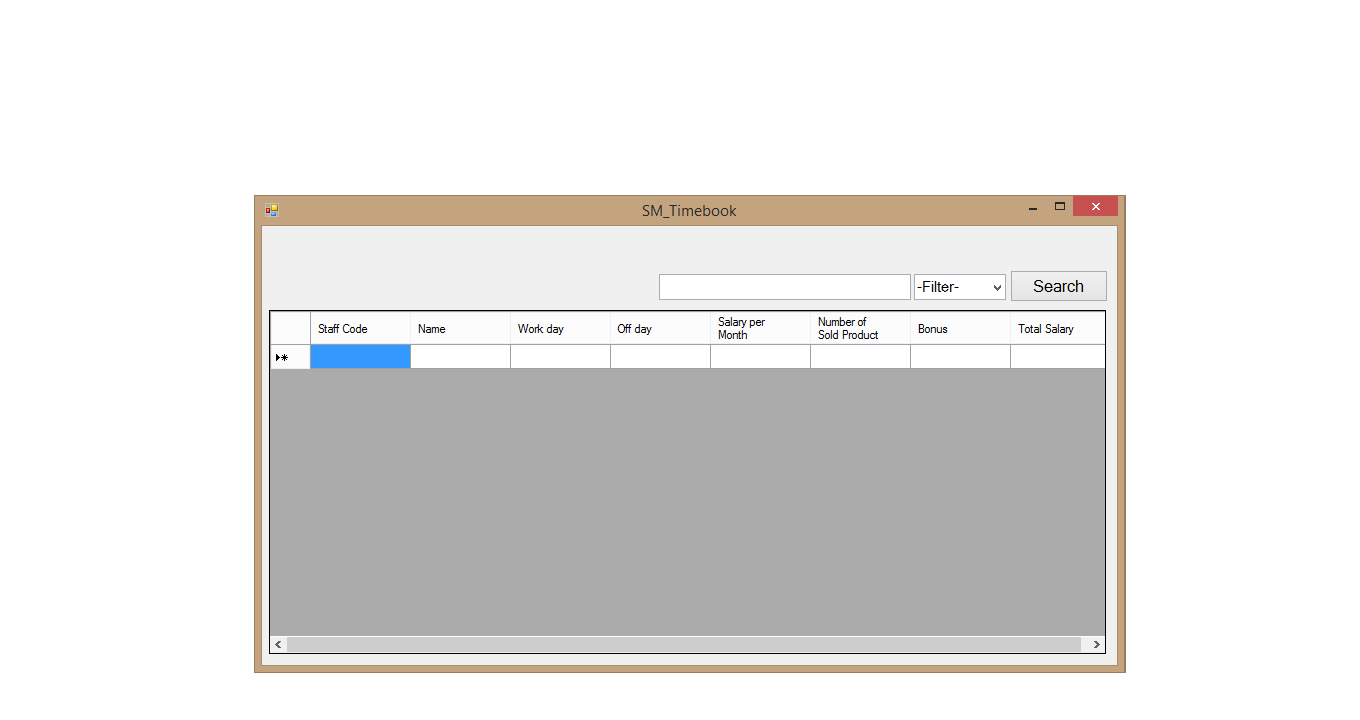 SM_Timebook
-Filter-
Search
Staff Code
Name
Work day
Off day
Salary per
Month
Number of
Sold Product
Bonus
Total Salary